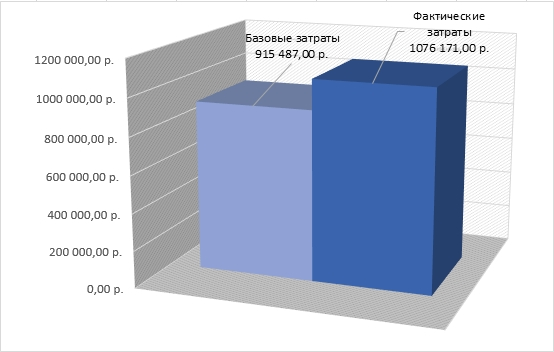 Фактические
затраты
1076 171,00 р.
Базовые затраты
915 487,00 р.
1200 000,00 р.
1000 000,00 р.
800 000,00 р.
600 000,00 р.
400 000,00 р.
200 000,00 р.
0,00 р.